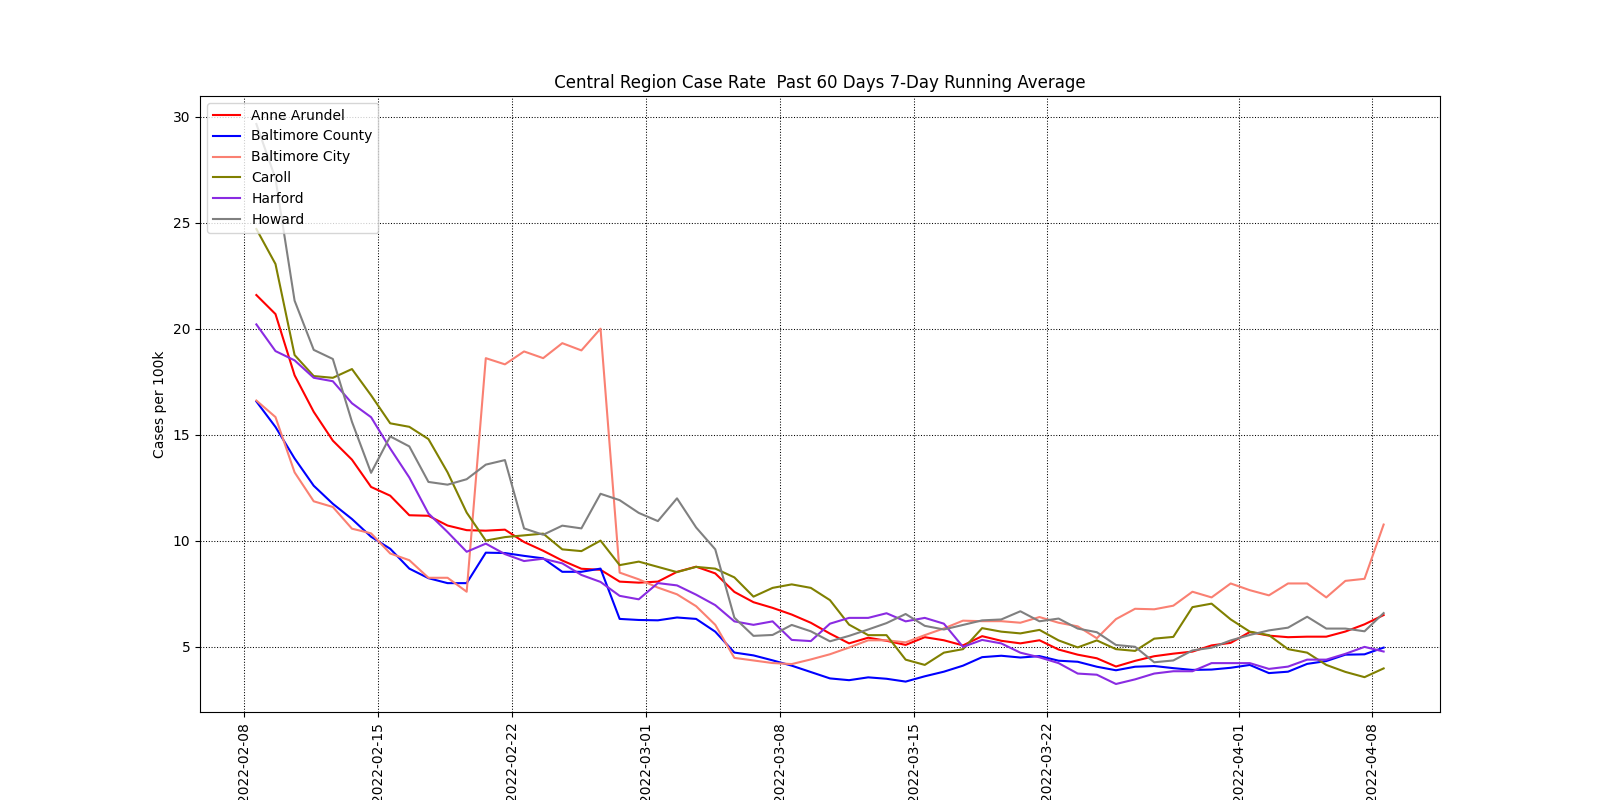 Central Region Case Rate  Past 60 Days 7-Day Running Average
Anne Arundel
Baltimore County
Baltimore City
Caroll
Harford
Howard
Cases per 100k
30
25
20
15
10
5
2022-02-08
2022-02-15
2022-02-22
2022-03-01
2022-03-08
2022-03-15
2022-03-22
2022-04-01
2022-04-08